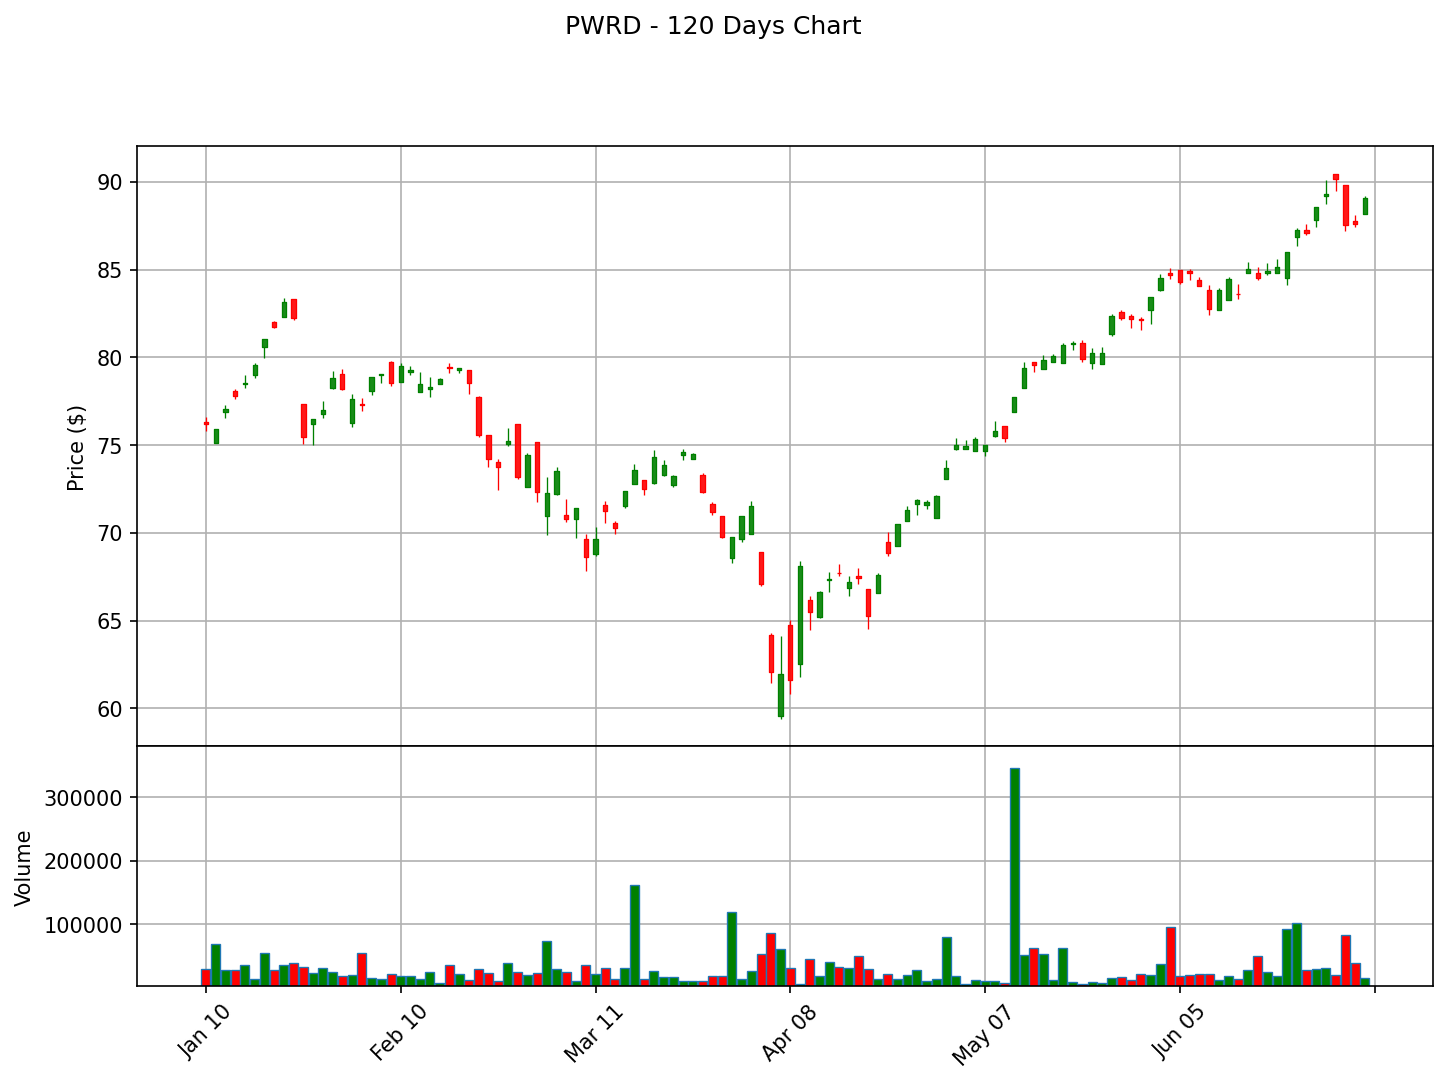 PWRD - 120 Days Chart
Price ($)
90
85
80
75
70
65
60
Volume
300000
200000
100000
Jan 10
Feb 10
Mar 11
Apr 08
May 07
Jun 05